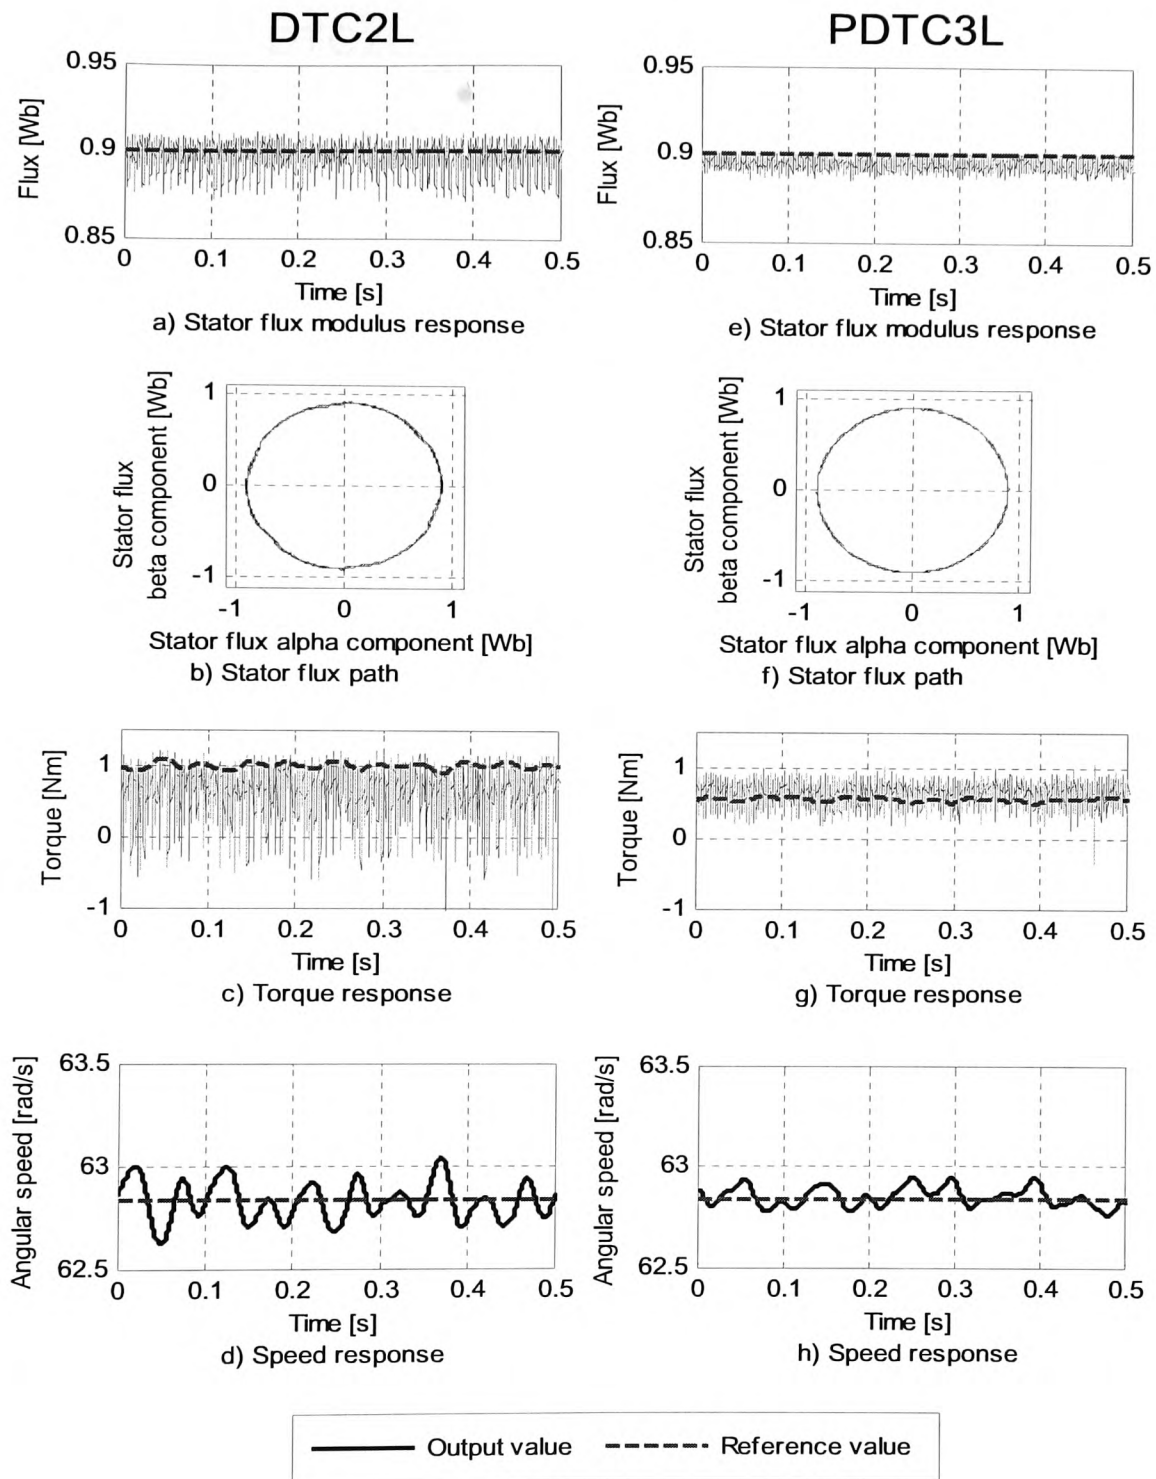 DTC2L
0.95
Flux [Wb]
0.9
0.85
0
0.1
0.2
0.3
0.4
0.5
Time [s]
a) Stator flux modulus response
1
Stator flux
beta component [Wb]
0
-1
-1
0
1
Stator flux alpha component [Wb]
b) Stator flux path
Torque [Nm]
1
0
-1
0
0.1
0.2
0.3
0.4
0.5
Time [s]
c) Torque response
Angular speed [rad/s]
63.5
63
62.5
0
0.1
0.2
0.3
0.4
0.5
Time [s]
d) Speed response
PDTC3L
0.95
Flux [Wb]
0.9
0.85
0
0.1
0.2
0.3
0.4
0.5
Time [s]
e) Stator flux modulus response
1
Stator flux
beta component [Wb]
0
-1
-1
0
1
Stator flux alpha component [Wb]
f) Stator flux path
Torque [Nm]
1
0
-1
0
0.1
0.2
0.3
0.4
0.5
Time [s]
g) Torque response
Angular speed [rad/s]
63.5
63
62.5
0
0.1
0.2
0.3
0.4
0.5
Time [s]
h) Speed response
Output value
Reference value